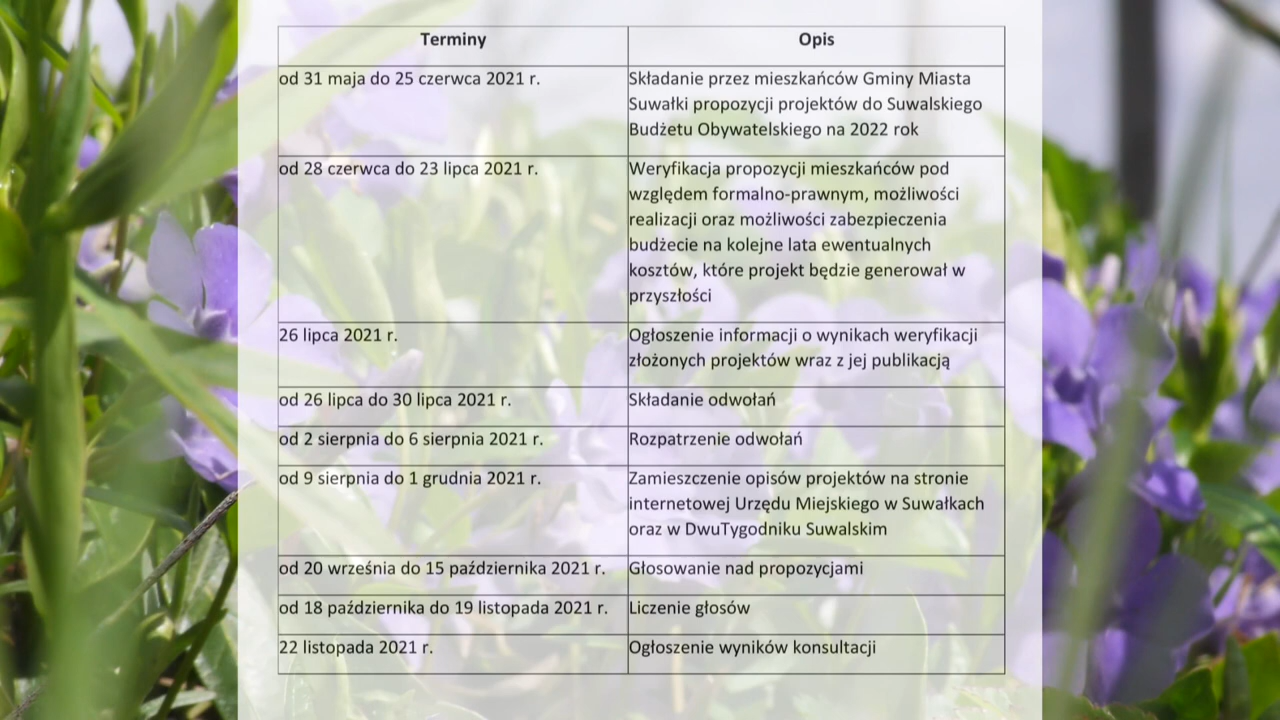 Terminy
Opis
od 31 maja do 25 czerwca 2021 r.
Składanie przez mieszkańców Gminy Miasta
Suwałki propozycji projektów do Suwalskiego
Budżetu Obywatelskiego na 2022 rok
od 28 czerwca do 23 lipca 2021 r.
Weryfikacja propozycji mieszkańców pod
względem formalno-prawnym, możliwości
realizacji oraz możliwości zabezpieczenia
budżecie na kolejne lata ewentualnych
kosztów, które projekt będzie generował w
przyszłości
26 lipca 2021 r.
Ogłoszenie informacji o wynikach weryfikacji
złożonych projektów wraz z jej publikacją
od 26 lipca do 30 lipca 2021 r.
Składanie odwołań
od 2 sierpnia do 6 sierpnia 2021 r.
Rozpatrzenie odwołań
od 9 sierpnia do 1 grudnia 2021 r.
Zamieszczenie opisów projektów na stronie
internetowej Urzędu Miejskiego w Suwałkach
oraz w DwuTygodniku Suwalskim
od 20 września do 15 października 2021 r.
Głosowanie nad propozycjami
od 18 października do 19 listopada 2021 r.
Liczenie głosów
22 listopada 2021 r.
Ogłoszenie wyników konsultacji